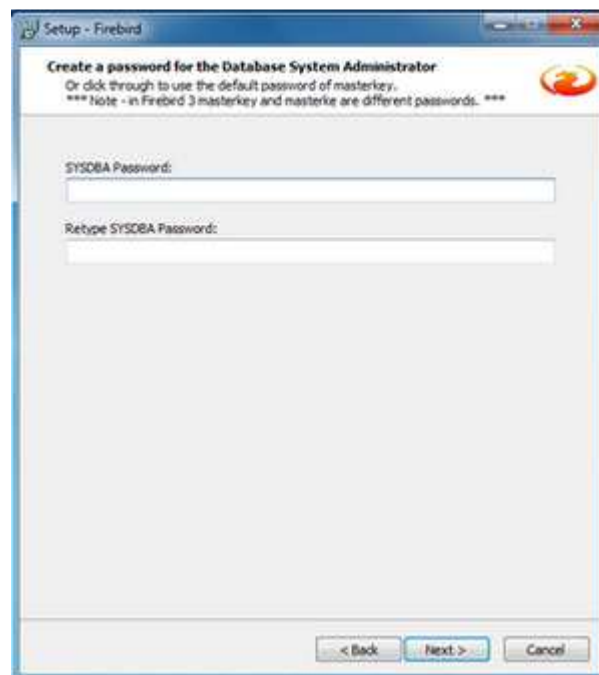 Setup - Firebird
Create a password for the Database System Administrator
Or click through to use the default password of masterkey.
*** Note - in Firebird 3 masterkey and masterke are different passwords. ***
SYSDBA Password:
Retype SYSDBA Password:
< Back
Next >
Cancel